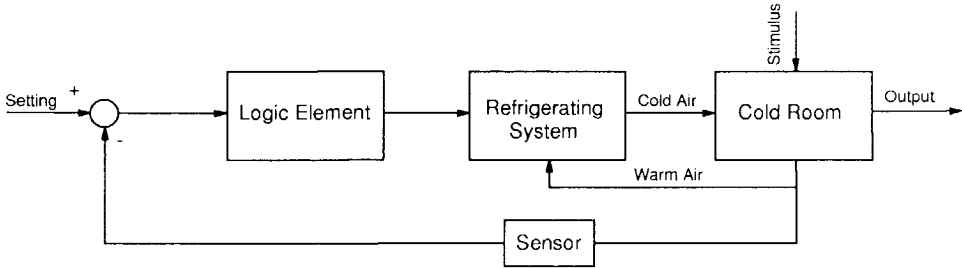 Stimulus
Setting
+
-
Logic Element
Refrigerating
System
Cold Air
Cold Room
Output
Warm Air
Sensor